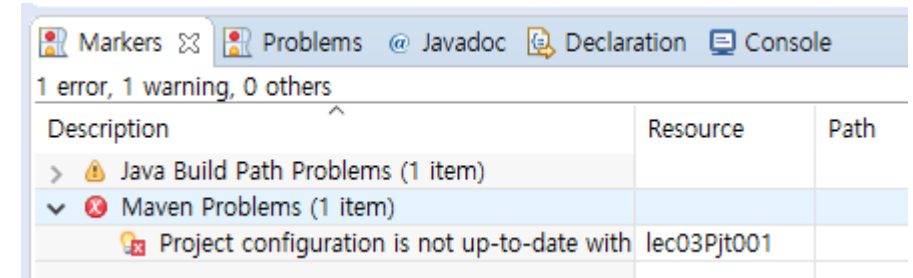 Markers Problems @ Javadoc Declaration Console
1 error, 1 warning, 0 others
Description Resource Path
Java Build Path Problems (1 item)
Maven Problems (1 item)
Project configuration is not up-to-date with lec03Pjt001